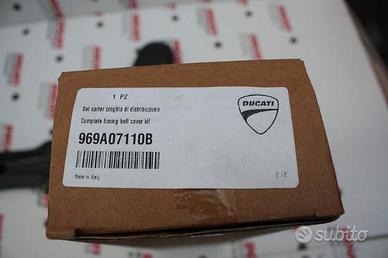 1 PZ
Set carter cinghia di distribuzione
Complete timing belt cover kit
969A07110B
Made in Italy
2 / 2
DUCATI
subito